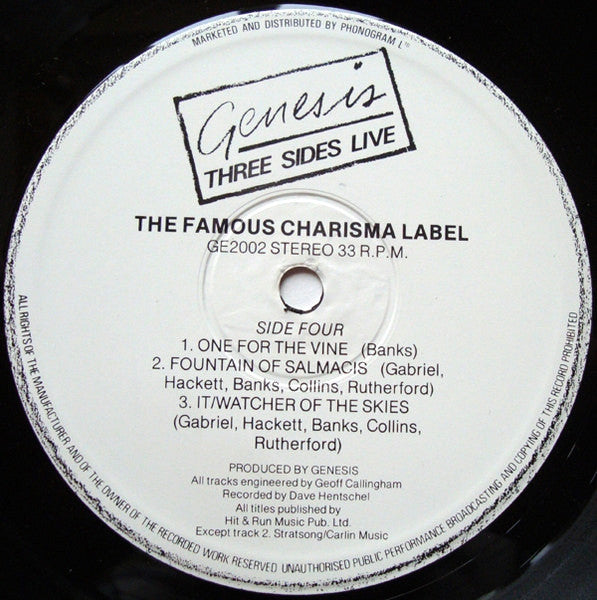 MARKETED AND DISTRIBUTED BY PHONOGRAM LTD
Genesis
THREE SIDES LIVE
THE FAMOUS CHARISMA LABEL
GE2002 STEREO 33 R.P.M.
SIDE FOUR
1. ONE FOR THE VINE (Banks)
2. FOUNTAIN OF SALMACIS (Gabriel,
Hackett, Banks, Collins, Rutherford)
3. IT/WATCHER OF THE SKIES
(Gabriel, Hackett, Banks, Collins,
Rutherford)
PRODUCED BY GENESIS
All tracks engineered by Geoff Callingham
Recorded by Dave Hentschel
All titles published by
Hit & Run Music Pub. Ltd.
Except track 2. Stratsong/Carlin Music
ALL RIGHTS OF THE MANUFACTURER AND OF THE OWNER OF THE RECORDED WORK RESERVED UNAUTHORISED PUBLIC PERFORMANCE BROADCASTING AND COPYING OF THIS RECORD PROHIBITED